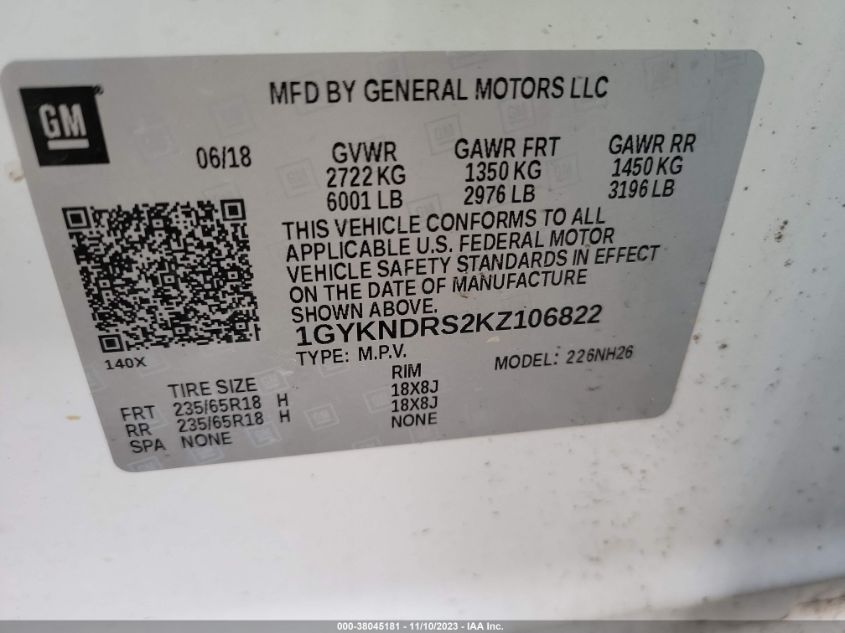 GM
MFD BY GENERAL MOTORS LLC
06/18 GVWR GAWR FRT GAWR RR
2722 KG 1350 KG 1450 KG
6001 LB 2976 LB 3196 LB
THIS VEHICLE CONFORMS TO ALL
APPLICABLE U.S. FEDERAL MOTOR
VEHICLE SAFETY STANDARDS IN EFFECT
ON THE DATE OF MANUFACTURE
SHOWN ABOVE.
1GYKNDRS2KZ106822
140X
TYPE: M.P.V. MODEL: 226NH26
TIRE SIZE RIM
FRT 235/65R18 H 18X8J
RR 235/65R18 H 18X8J
SPA NONE NONE
000-38045181 - 11/10/2023 - IAA Inc.